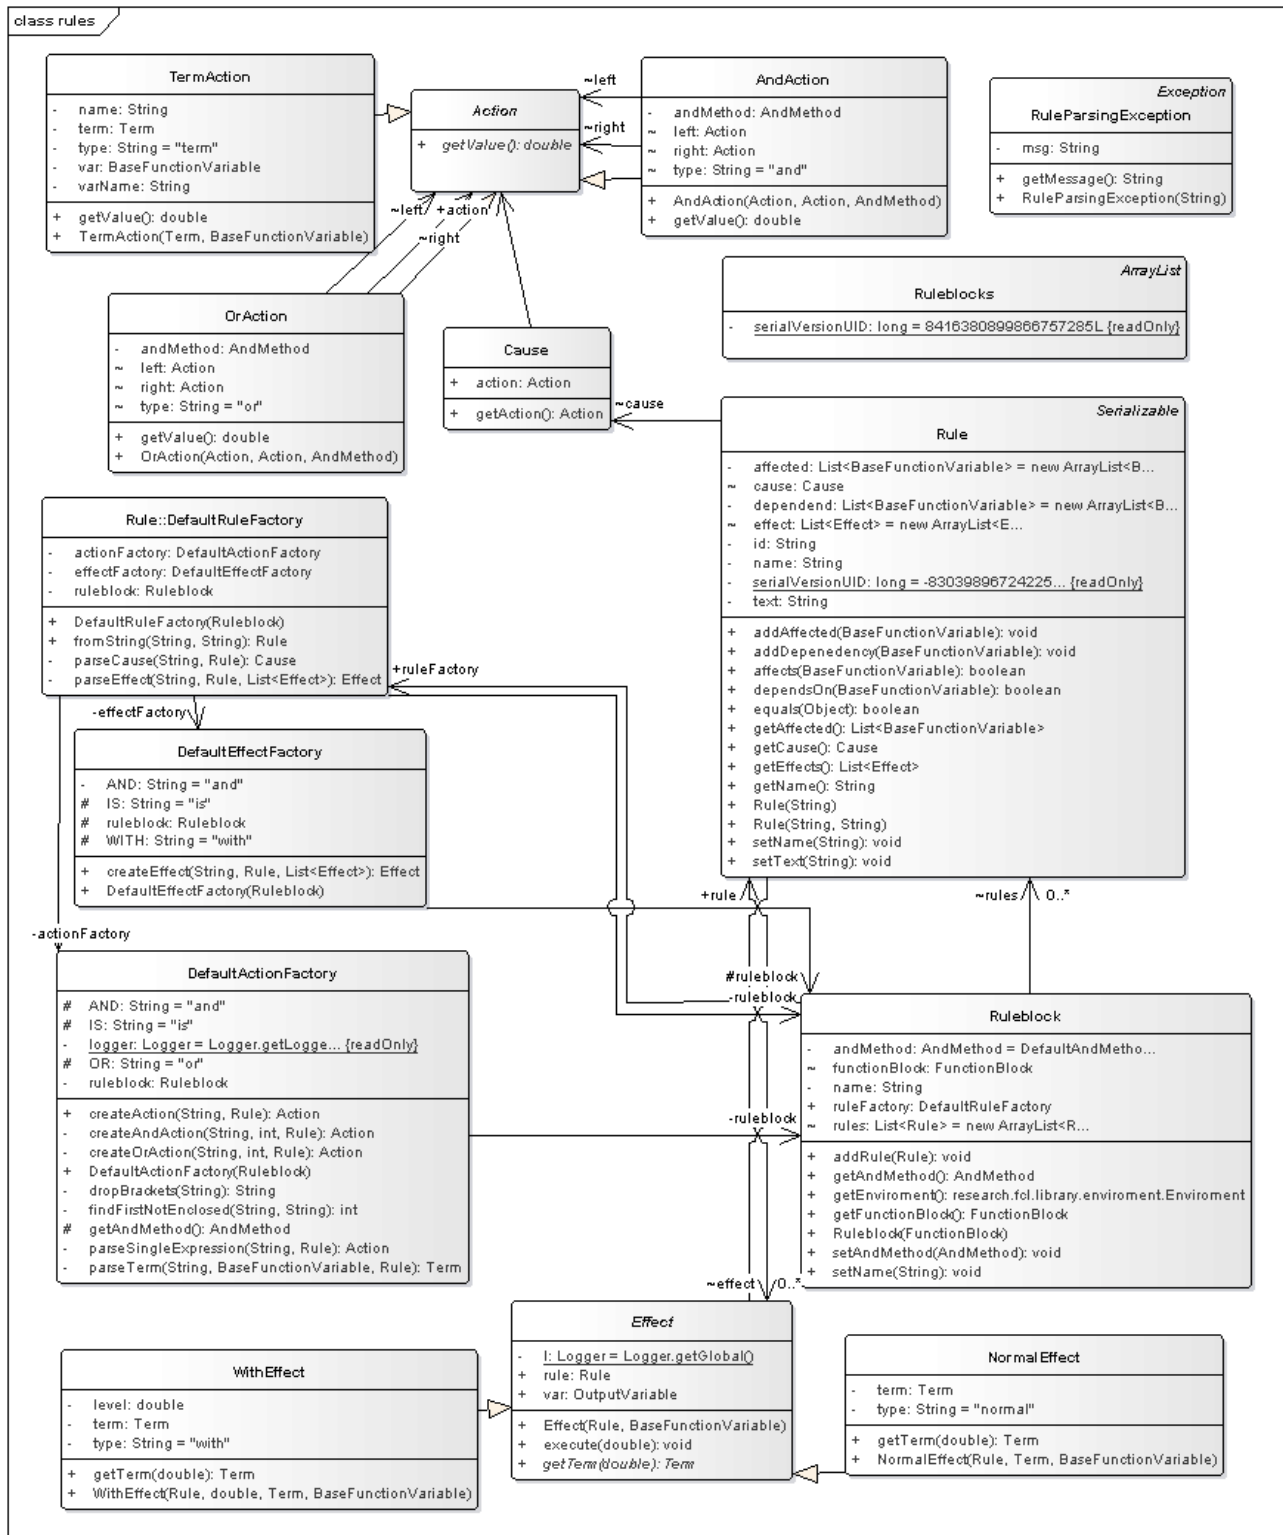 class rules
TermAction
- name: String
- term: Term
- type: String = "term"
- var: BaseFunctionVariable
- varName: String
+ getValue(): double
+ TermAction(Term, BaseFunctionVariable)
Action
+ getValue(): double
~left
~right
AndAction
- andMethod: AndMethod
~ left: Action
~ right: Action
~ type: String = "and"
+ AndAction(Action, Action, AndMethod)
+ getValue(): double
Exception
RuleParsingException
- msg: String
+ getMessage(): String
+ RuleParsingException(String)
~left
+action
~right
ArrayList
Ruleblocks
- serialVersionUID: long = 8416380899866757285L {readOnly}
OrAction
- andMethod: AndMethod
~ left: Action
~ right: Action
~ type: String = "or"
+ getValue(): double
+ OrAction(Action, Action, AndMethod)
Cause
+ action: Action
+ getAction(): Action
~cause
Serializable
Rule
- affected: List<BaseFunctionVariable> = new ArrayList<B...
~ cause: Cause
- dependend: List<BaseFunctionVariable> = new ArrayList<B...
~ effect: List<Effect> = new ArrayList<E...
- id: String
- name: String
- serialVersionUID: long = -83039896724225... {readOnly}
- text: String
+ addAffected(BaseFunctionVariable): void
+ addDepenedency(BaseFunctionVariable): void
+ affects(BaseFunctionVariable): boolean
+ dependsOn(BaseFunctionVariable): boolean
+ equals(Object): boolean
+ getAffected(): List<BaseFunctionVariable>
+ getCause(): Cause
+ getEffects(): List<Effect>
+ getName(): String
+ Rule(String)
+ Rule(String, String)
+ setName(String): void
+ setText(String): void
Rule::DefaultRuleFactory
- actionFactory: DefaultActionFactory
- effectFactory: DefaultEffectFactory
- ruleblock: Ruleblock
+ DefaultRuleFactory(Ruleblock)
+ fromString(String, String): Rule
- parseCause(String, Rule): Cause
- parseEffect(String, Rule, List<Effect>): Effect
+ruleFactory
-effectFactory
DefaultEffectFactory
- AND: String = "and"
# IS: String = "is"
# ruleblock: Ruleblock
# WITH: String = "with"
+ createEffect(String, Rule, List<Effect>): Effect
+ DefaultEffectFactory(Ruleblock)
+rule
~rules
0..*
-actionFactory
DefaultActionFactory
# AND: String = "and"
# IS: String = "is"
- logger: Logger = Logger.getLogge... {readOnly}
# OR: String = "or"
- ruleblock: Ruleblock
+ createAction(String, Rule): Action
- createAndAction(String, int, Rule): Action
- createOrAction(String, int, Rule): Action
+ DefaultActionFactory(Ruleblock)
- dropBrackets(String): String
- findFirstNotEnclosed(String, String): int
# getAndMethod(): AndMethod
- parseSingleExpression(String, Rule): Action
- parseTerm(String, BaseFunctionVariable, Rule): Term
#ruleblock
-ruleblock
-ruleblock
Ruleblock
- andMethod: AndMethod = DefaultAndMetho...
~ functionBlock: FunctionBlock
- name: String
+ ruleFactory: DefaultRuleFactory
~ rules: List<Rule> = new ArrayList<R...
+ addRule(Rule): void
+ getAndMethod(): AndMethod
+ getEnviroment(): research.fcl.library.enviroment.Enviroment
+ getFunctionBlock(): FunctionBlock
+ Ruleblock(FunctionBlock)
+ setAndMethod(AndMethod): void
+ setName(String): void
~effect
0..*
Effect
- l: Logger = Logger.getGlobal()
+ rule: Rule
+ var: OutputVariable
+ Effect(Rule, BaseFunctionVariable)
+ execute(double): void
+ getTerm(double): Term
WithEffect
- level: double
- term: Term
- type: String = "with"
+ getTerm(double): Term
+ WithEffect(Rule, double, Term, BaseFunctionVariable)
NormalEffect
- term: Term
- type: String = "normal"
+ getTerm(double): Term
+ NormalEffect(Rule, Term, BaseFunctionVariable)